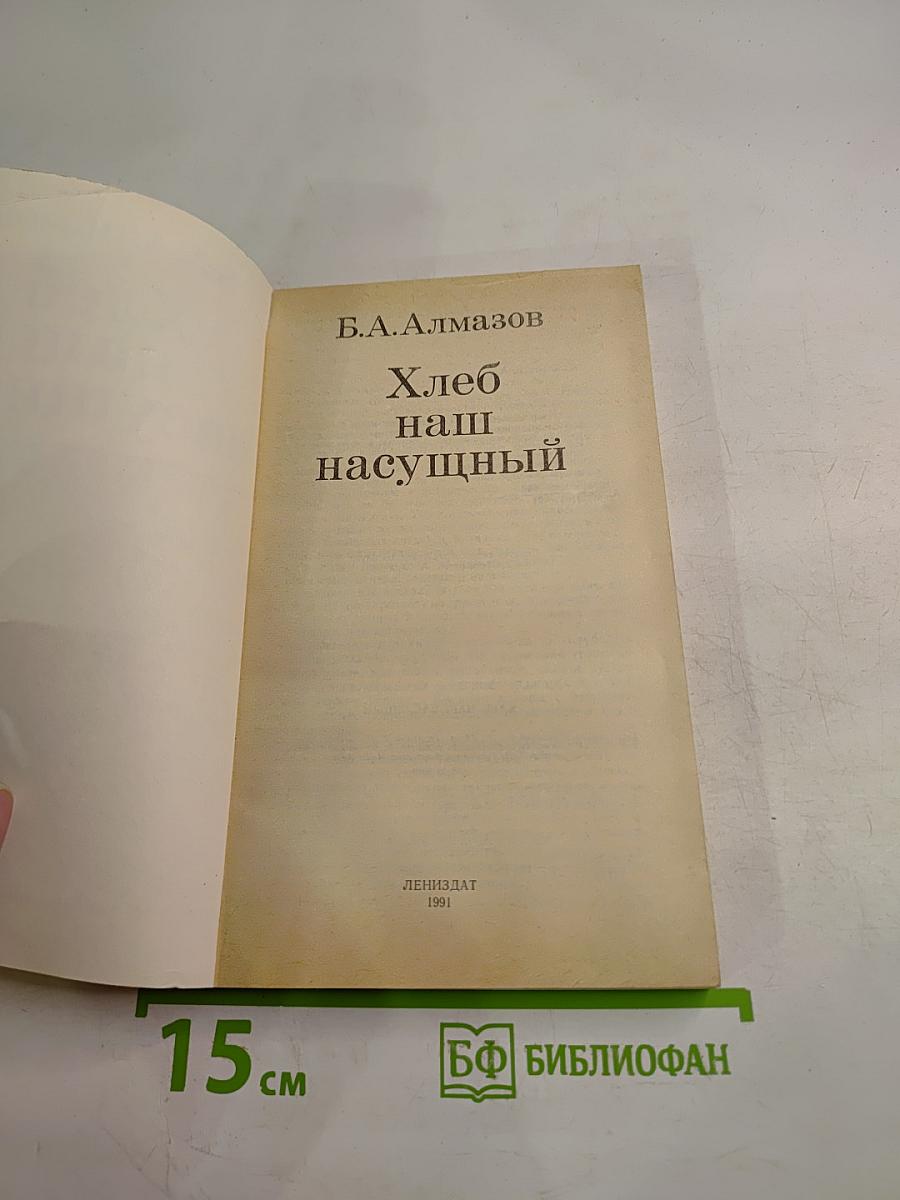 Б.А.Алмазов
Хлеб
наш
насущный
ЛЕНИЗДАТ
1991
15 см
БФ БИБЛИОФАН